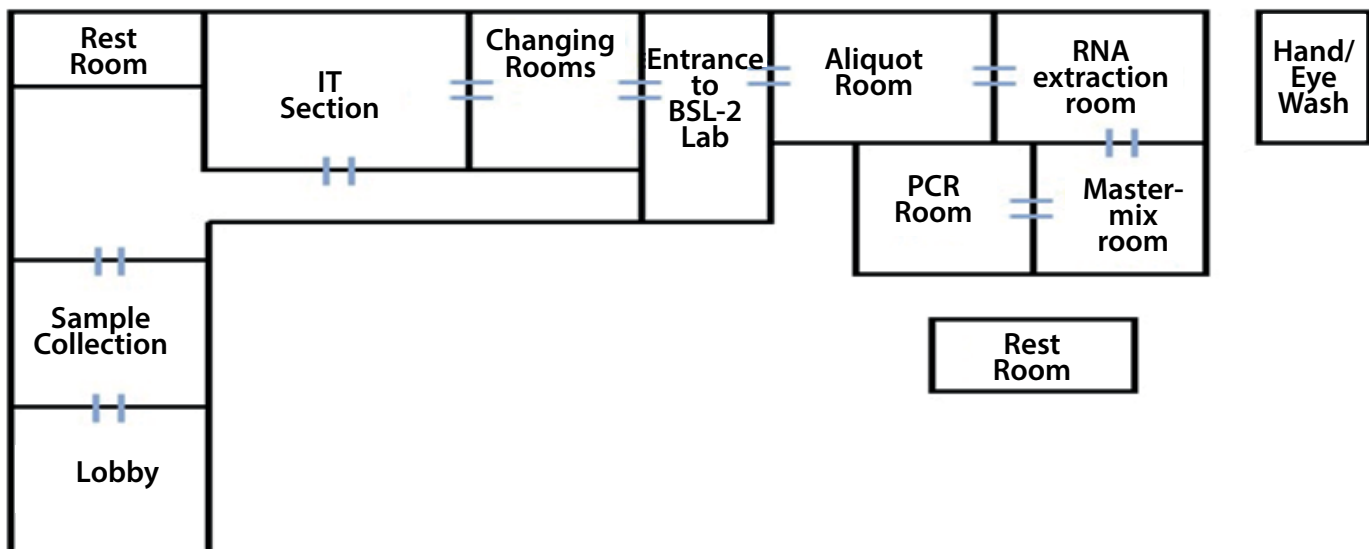 Rest
Room
IT
Section
Changing
Rooms
Entrance
to
BSL-2
Lab
Aliquot
Room
RNA
extraction
room
Hand/
Eye
Wash
PCR
Room
Master-
mix
room
Sample
Collection
Rest
Room
Lobby